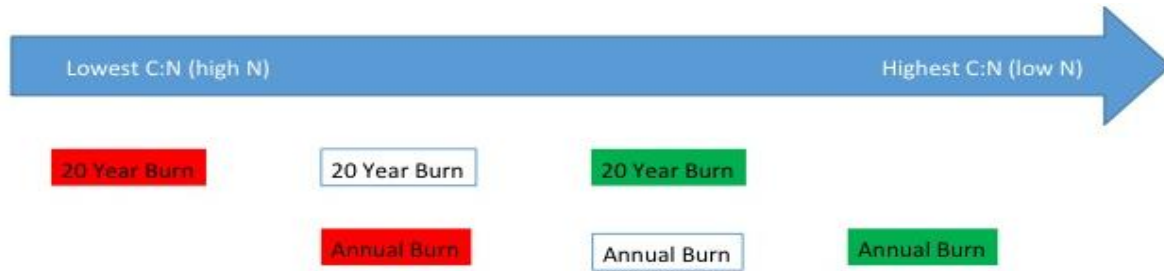 Lowest C:N (high N) Highest C:N (low N)
20 Year Burn 20 Year Burn 20 Year Burn
Annual Burn Annual Burn Annual Burn